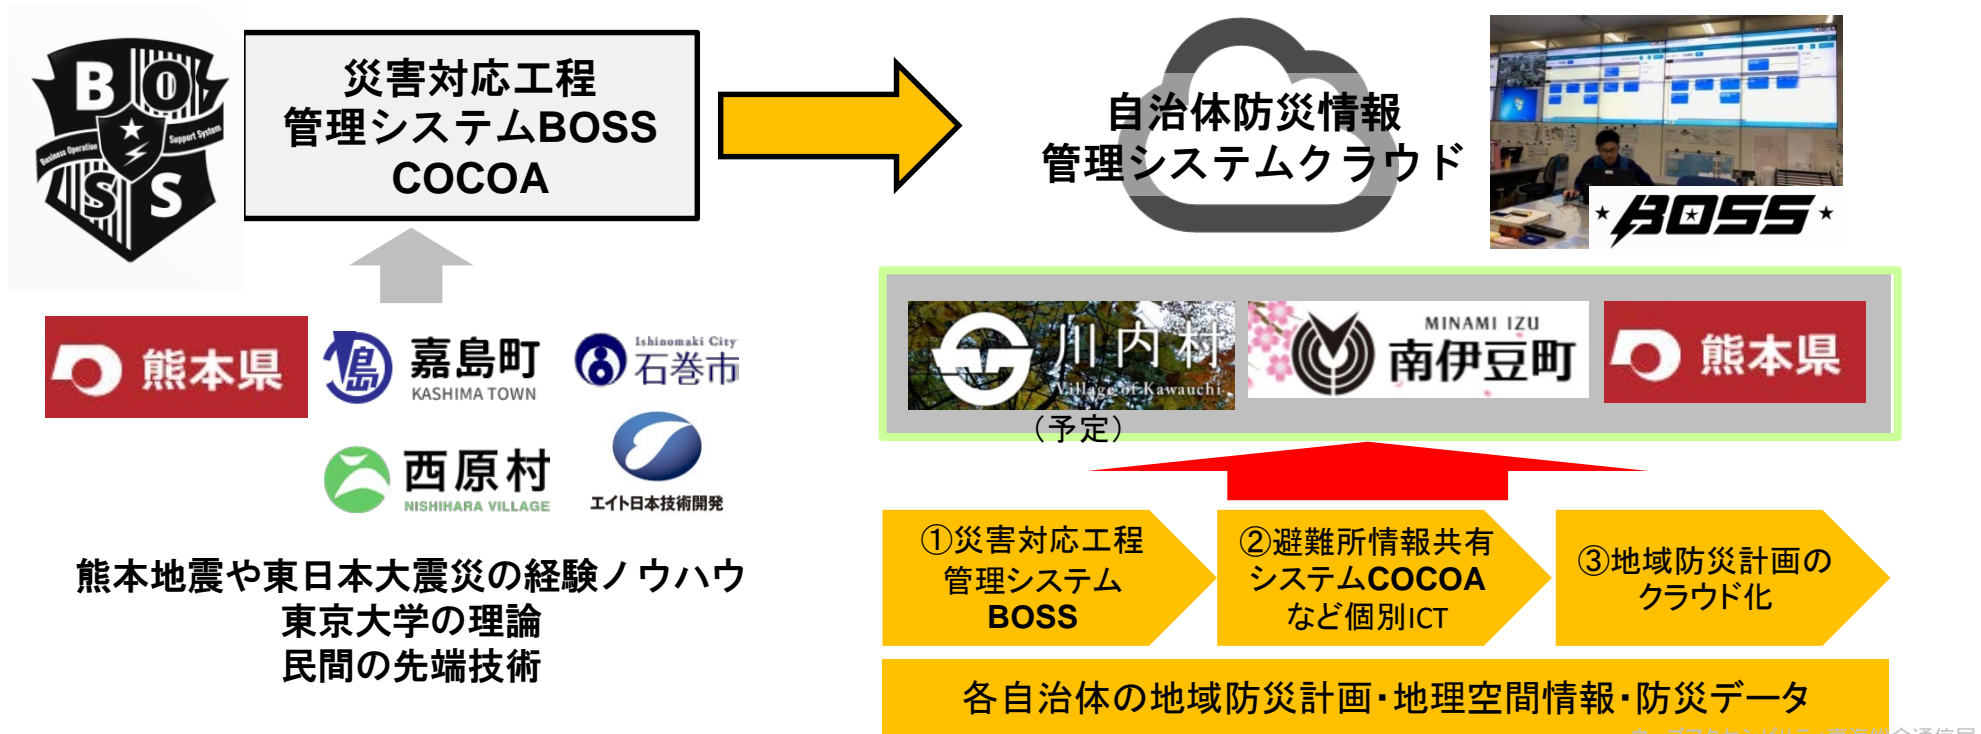 BOSS
Business Operation
Support System
災害対応工程
管理システムBOSS
COCOA
自治体防災情報
管理システムクラウド
BOSS
熊本県
嘉島町
KASHIMA TOWN
Ishinomaki City
石巻市
西原村
NISHIHARA VILLAGE
エイト日本技術開発
熊本地震や東日本大震災の経験ノウハウ
東京大学の理論
民間の先端技術
川内村
Village of Kawauchi
(予定)
MINAMI IZU
南伊豆町
熊本県
①災害対応工程
管理システム
BOSS
②避難所情報共有
システムCOCOA
など個別ICT
③地域防災計画の
クラウド化
各自治体の地域防災計画・地理空間情報・防災データ